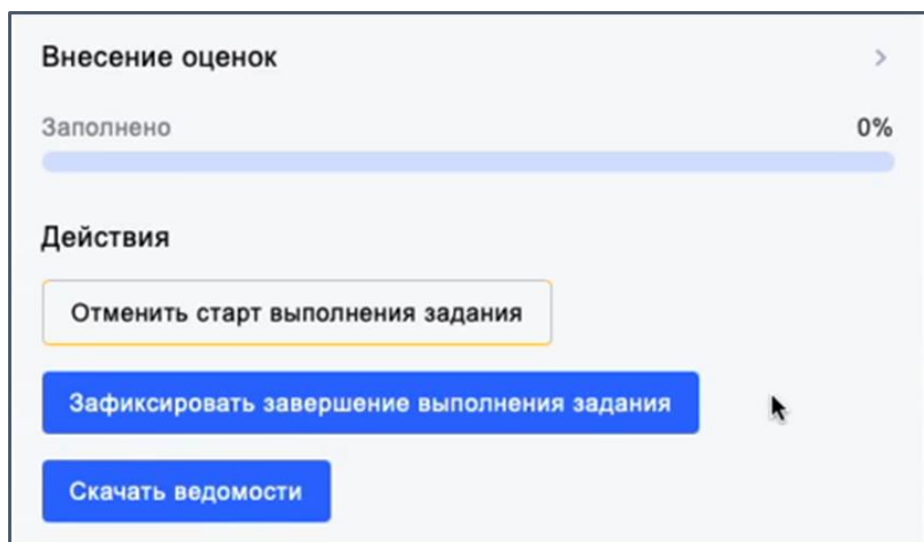 Внесение оценок
Заполнено 0%
Действия
Отменить старт выполнения задания
Зафиксировать завершение выполнения задания
Скачать ведомости